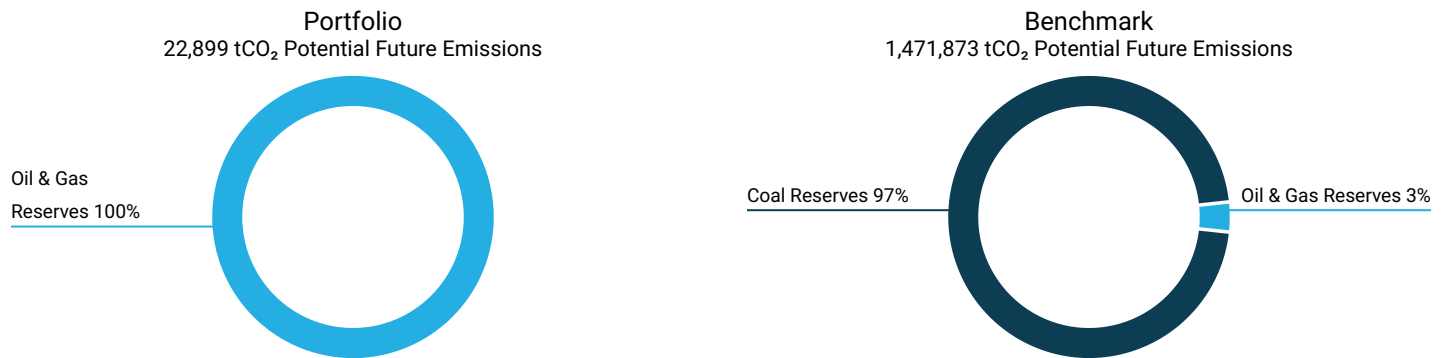 Portfolio
22,899 tCO₂ Potential Future Emissions
Oil & Gas
Reserves 100%
Benchmark
1,471,873 tCO₂ Potential Future Emissions
Coal Reserves 97%
Oil & Gas Reserves 3%